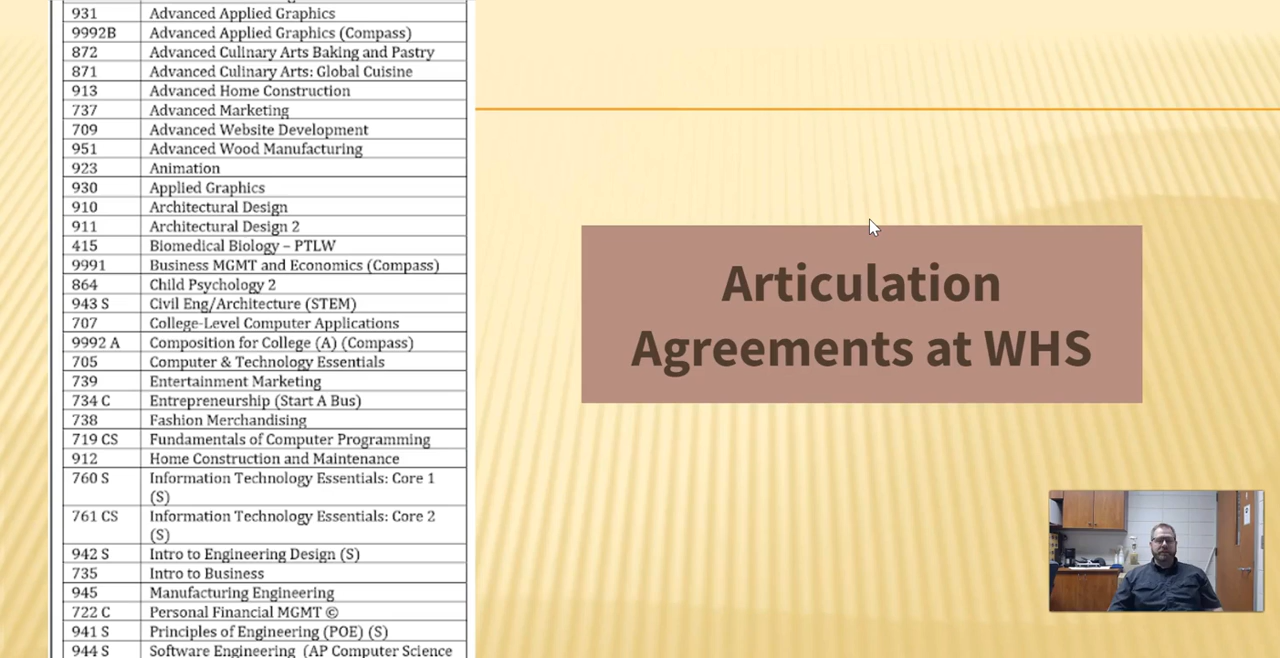 931 Advanced Applied Graphics
9992B Advanced Applied Graphics (Compass)
872 Advanced Culinary Arts Baking and Pastry
871 Advanced Culinary Arts: Global Cuisine
913 Advanced Home Construction
737 Advanced Marketing
709 Advanced Website Development
951 Advanced Wood Manufacturing
923 Animation
930 Applied Graphics
910 Architectural Design
911 Architectural Design 2
415 Biomedical Biology – PTLW
9991 Business MGMT and Economics (Compass)
864 Child Psychology 2
943 S Civil Eng/Architecture (STEM)
707 College-Level Computer Applications
9992 A Composition for College (A) (Compass)
705 Computer & Technology Essentials
739 Entertainment Marketing
734 C Entrepreneurship (Start A Bus)
738 Fashion Merchandising
719 CS Fundamentals of Computer Programming
912 Home Construction and Maintenance
760 S Information Technology Essentials: Core 1
(S)
761 CS Information Technology Essentials: Core 2
(S)
942 S Intro to Engineering Design (S)
735 Intro to Business
945 Manufacturing Engineering
722 C Personal Financial MGMT ©
941 S Principles of Engineering (POE) (S)
944 S Software Engineering (AP Computer Science
Articulation
Agreements at WHS